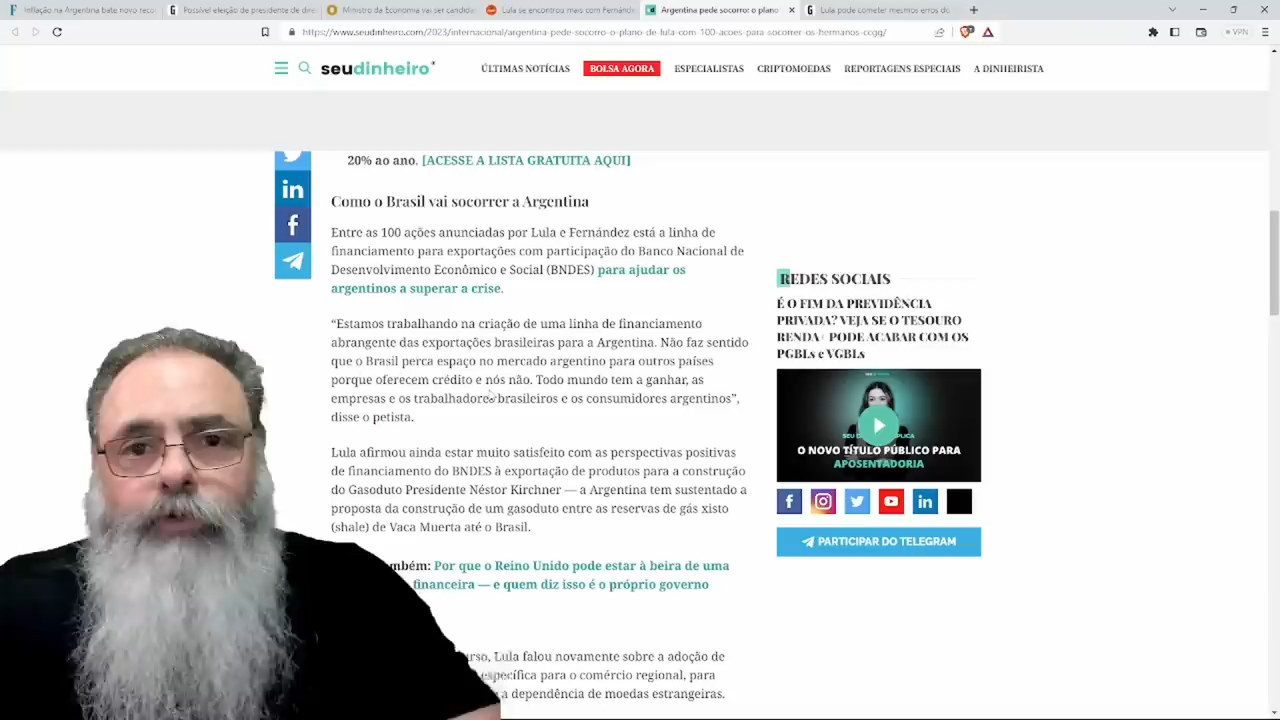 Inflação na Argentina bate novo recor
Possível eleição de presidente de dire
Ministro da Economia vai ser candida
Lula se encontrou mais com Fernánde
Argentina pede socorro: o plano
Lula pode cometer mesmos erros do
https://www.seudinheiro.com/2023/internacional/argentina-pede-socorro-o-plano-de-lula-com-100-acoes-para-socorrer-os-hermanos-ccgg/
VPN
seudinheiro
ÚLTIMAS NOTÍCIAS
BOLSA AGORA
ESPECIALISTAS
CRIPTOMOEDAS
REPORTAGENS ESPECIAIS
A DINHEIRISTA
20% ao ano. [ACESSE A LISTA GRATUITA AQUI]
Como o Brasil vai socorrer a Argentina
Entre as 100 ações anunciadas por Lula e Fernández está a linha de
financiamento para exportações com participação do Banco Nacional de
Desenvolvimento Econômico e Social (BNDES) para ajudar os
argentinos a superar a crise.
“Estamos trabalhando na criação de uma linha de financiamento
abrangente das exportações brasileiras para a Argentina. Não faz sentido
que o Brasil perca espaço no mercado argentino para outros países
porque oferecem crédito e nós não. Todo mundo tem a ganhar, as
empresas e os trabalhadores brasileiros e os consumidores argentinos”,
disse o petista.
Lula afirmou ainda estar muito satisfeito com as perspectivas positivas
de financiamento do BNDES à exportação de produtos para a construção
do Gasoduto Presidente Néstor Kirchner — a Argentina tem sustentado a
proposta da construção de um gasoduto entre as reservas de gás xisto
(shale) de Vaca Muerta até o Brasil.
mbém: Por que o Reino Unido pode estar à beira de uma
financeira — e quem diz isso é o próprio governo
urso, Lula falou novamente sobre a adoção de
específica para o comércio regional, para
a dependência de moedas estrangeiras.
REDES SOCIAIS
É O FIM DA PREVIDÊNCIA
PRIVADA? VEJA SE O TESOURO
RENDA+ PODE ACABAR COM OS
PGBLs e VGBLs
O NOVO TÍTULO PÚBLICO PARA
APOSENTADORIA
PARTICIPAR DO TELEGRAM